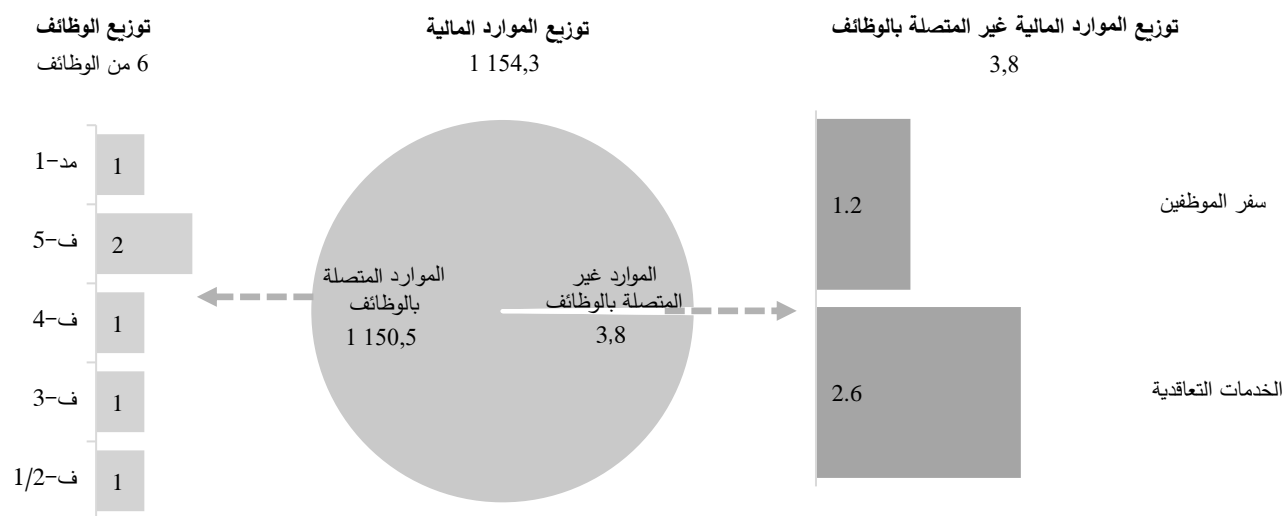 توزيع الموارد المالية غير المتصلة بالوظائف
3,8
سفر الموظفين
1.2
الخدمات التعاقدية
2.6
توزيع الموارد المالية
1 154,3
الموارد غير
المتصلة بالوظائف
3,8
الموارد المتصلة
بالوظائف
1 150,5
توزيع الوظائف
6 من الوظائف
مد-1
1
ف-5
2
ف-4
1
ف-3
1
ف-1/2
1